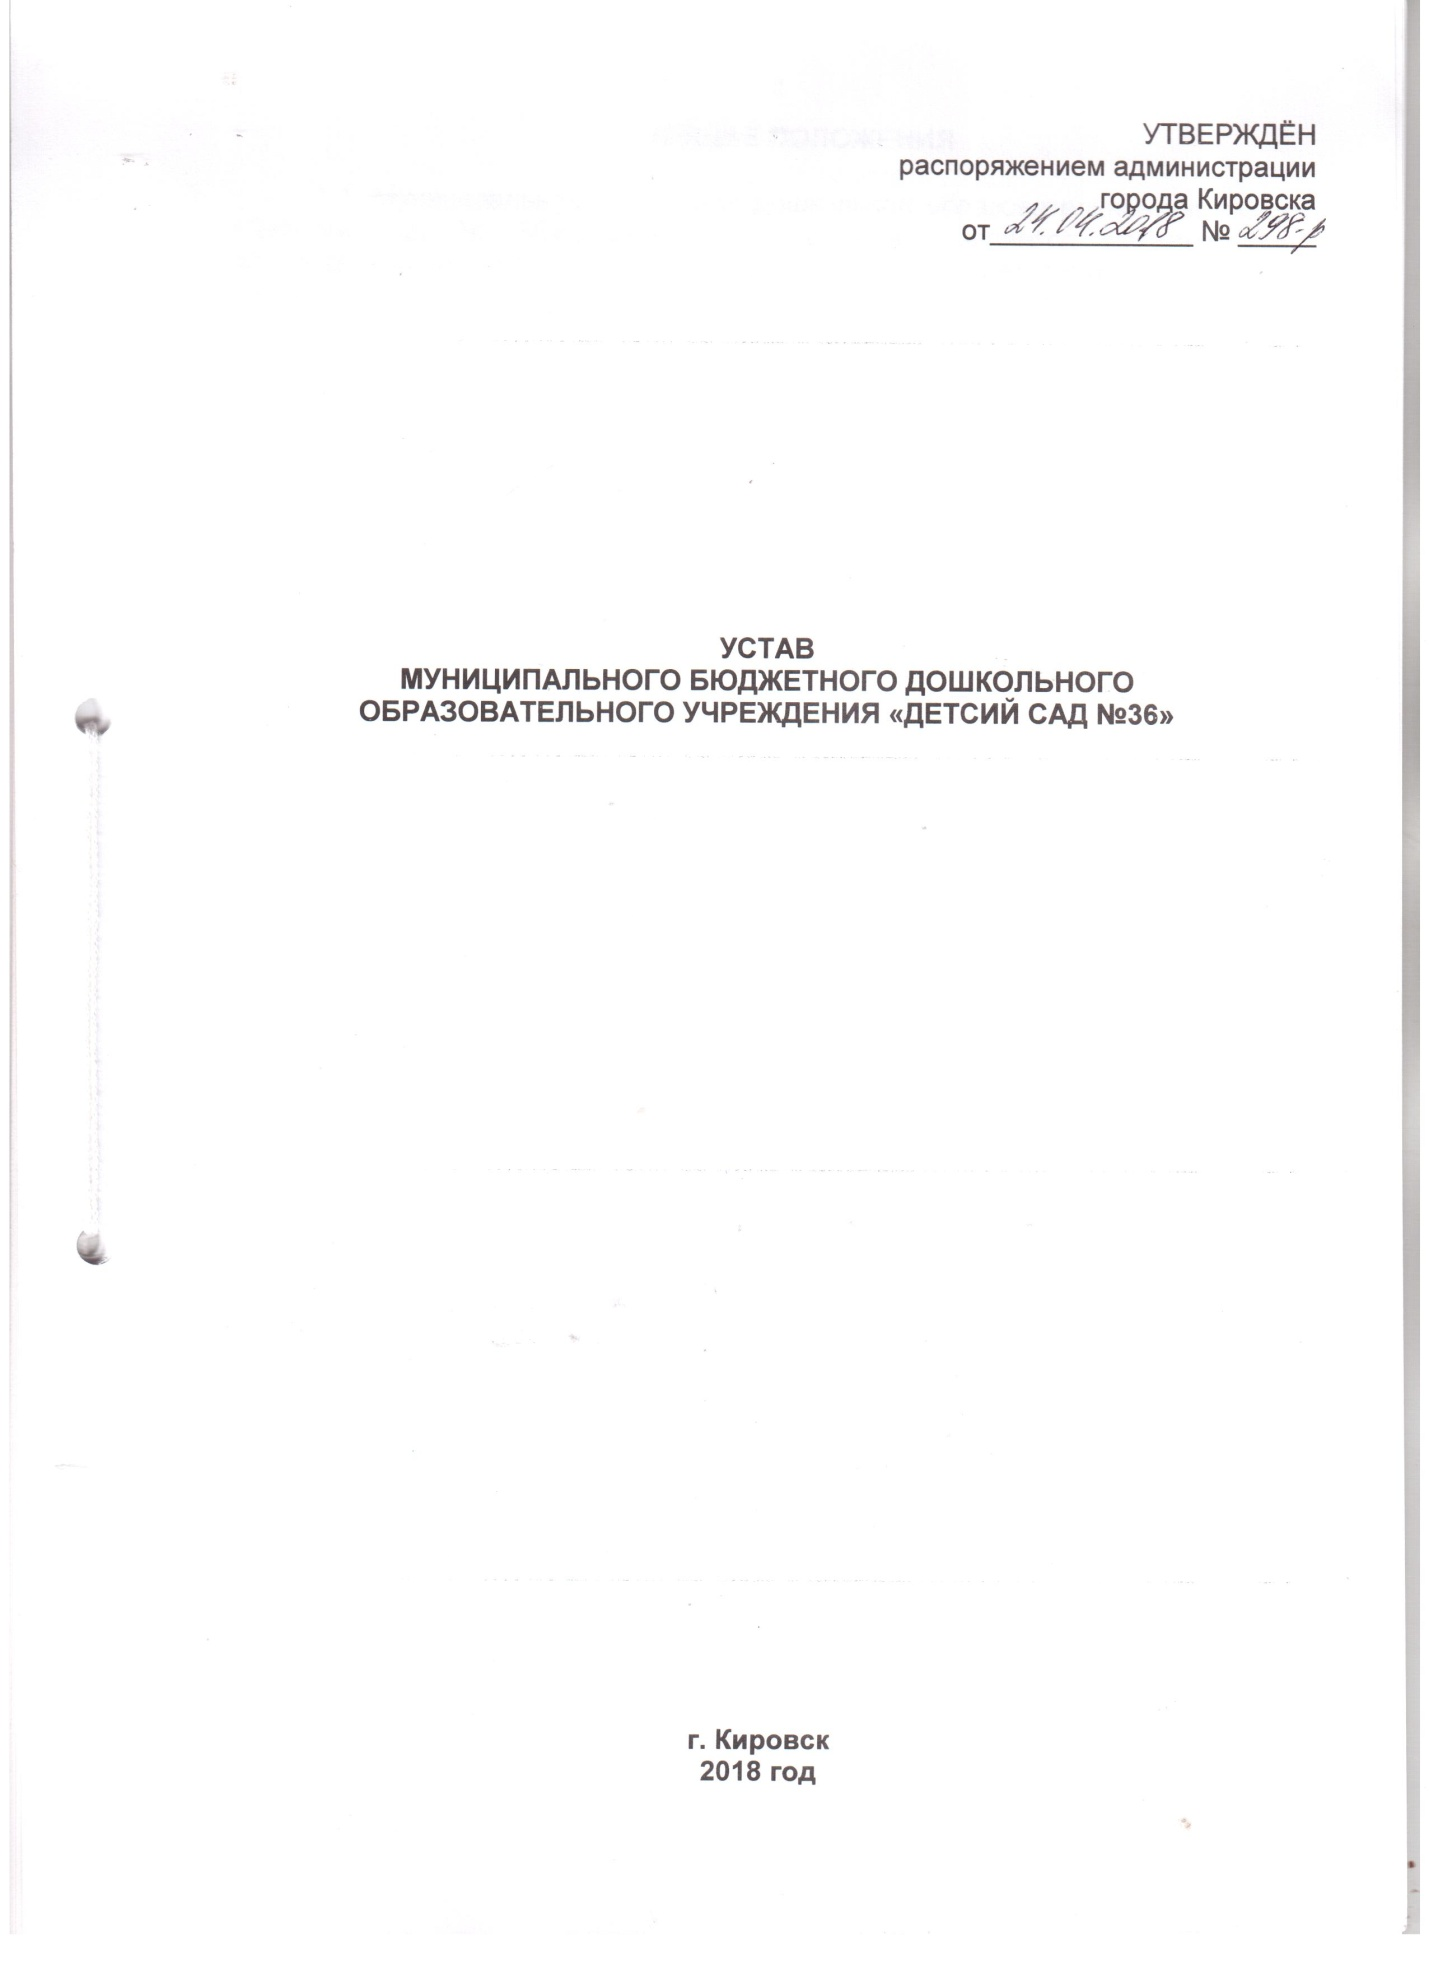 УТВЕРЖДЁН
распоряжением администрации
города Кировска
от 24.04.2018 № 298-р
УСТАВ
МУНИЦИПАЛЬНОГО БЮДЖЕТНОГО ДОШКОЛЬНОГО
ОБРАЗОВАТЕЛЬНОГО УЧРЕЖДЕНИЯ «ДЕТСИЙ САД №36»
г. Кировск
2018 год